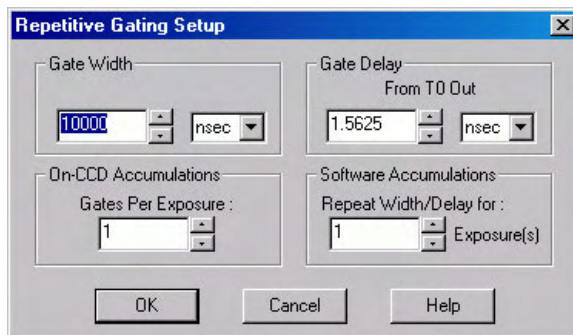 Repetitive Gating Setup
Gate Width
10000
nsec
Gate Delay
From T0 Out
1.5625
nsec
On-CCD Accumulations
Gates Per Exposure :
1
Software Accumulations
Repeat Width/Delay for :
1
Exposure(s)
OK
Cancel
Help